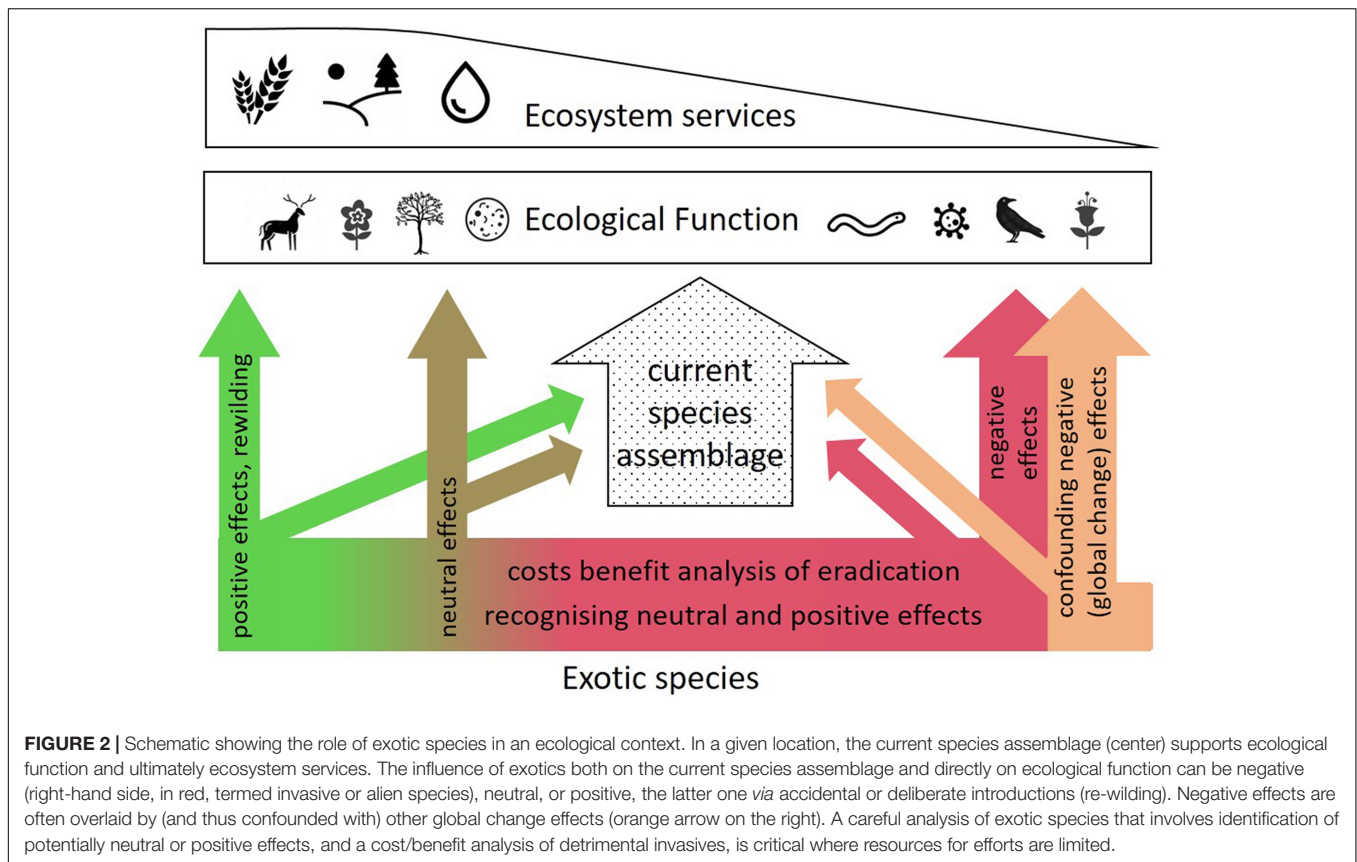 Ecosystem services
Ecological Function
current
species
assemblage
positive effects, rewilding
neutral effects
negative
effects
confounding negative
(global change) effects
costs benefit analysis of eradication
recognising neutral and positive effects
Exotic species
FIGURE 2 | Schematic showing the role of exotic species in an ecological context. In a given location, the current species assemblage (center) supports ecological
function and ultimately ecosystem services. The influence of exotics both on the current species assemblage and directly on ecological function can be negative
(right-hand side, in red, termed invasive or alien species), neutral, or positive, the latter one via accidental or deliberate introductions (re-wilding). Negative effects are
often overlaid by (and thus confounded with) other global change effects (orange arrow on the right). A careful analysis of exotic species that involves identification of
potentially neutral or positive effects, and a cost/benefit analysis of detrimental invasives, is critical where resources for efforts are limited.